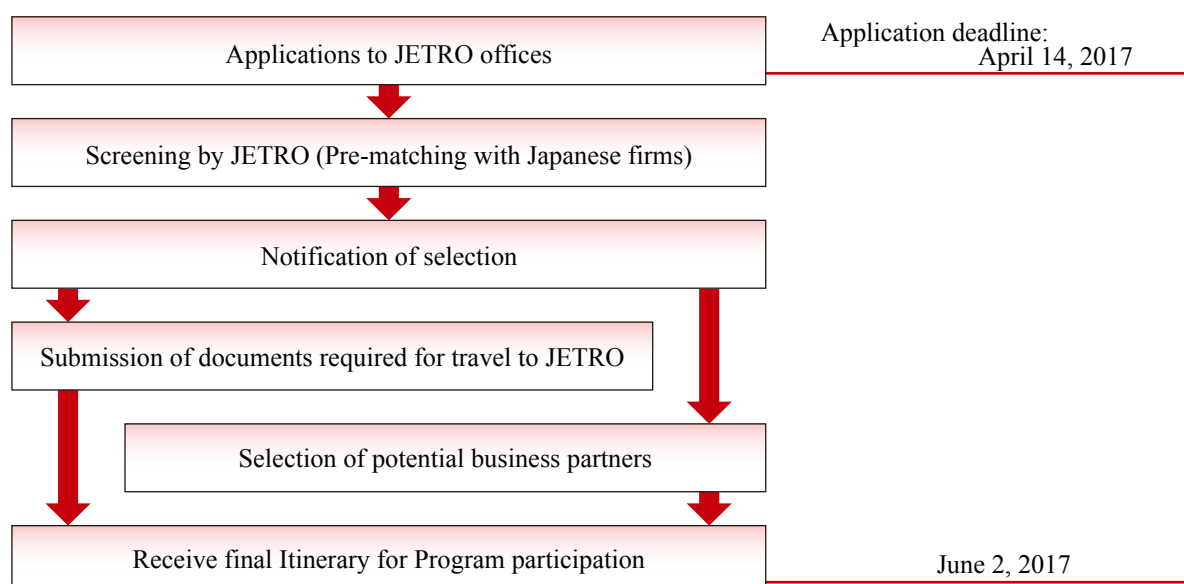 Applications to JETRO offices
Application deadline:
April 14, 2017
Screening by JETRO (Pre-matching with Japanese firms)
Notification of selection
Submission of documents required for travel to JETRO
Selection of potential business partners
Receive final Itinerary for Program participation
June 2, 2017